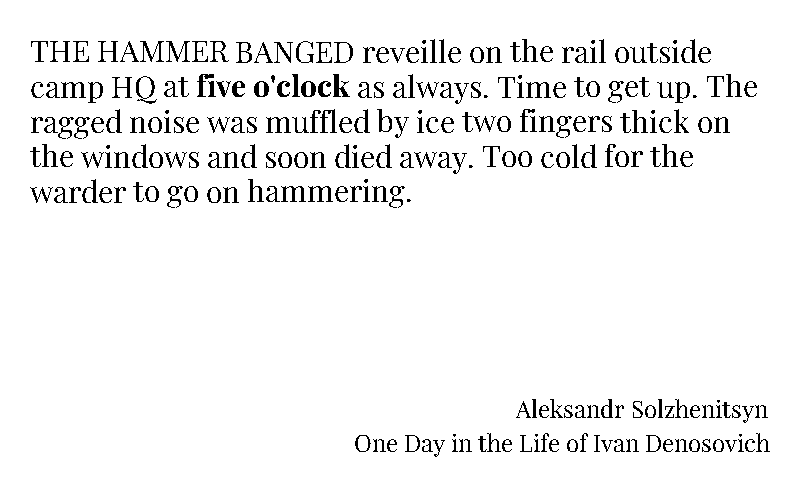 THE HAMMER BANGED reveille on the rail outside
camp HQ at five o'clock as always. Time to get up. The
ragged noise was muffled by ice two fingers thick on
the windows and soon died away. Too cold for the
warder to go on hammering.
Aleksandr Solzhenitsyn
One Day in the Life of Ivan Denosovich